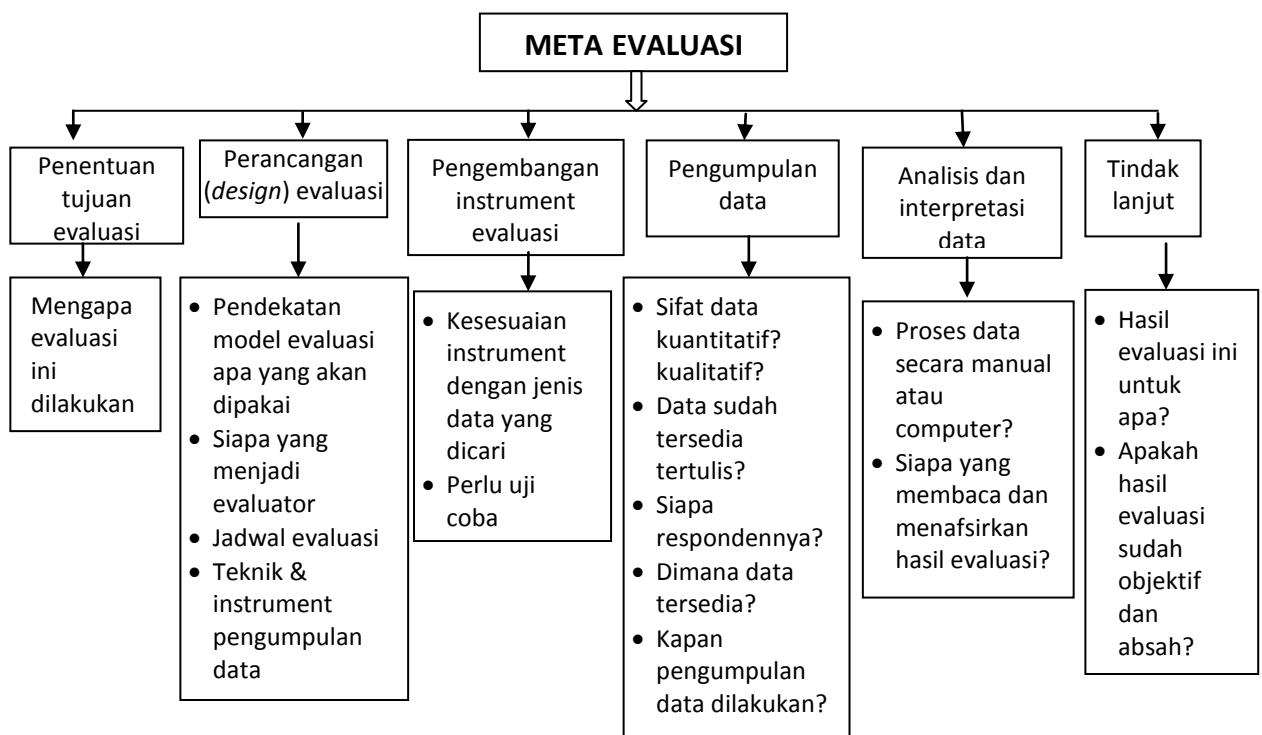 META EVALUASI
Penentuan
tujuan
evaluasi
Perancangan
(design) evaluasi
Pengembangan
instrument
evaluasi
Pengumpulan
data
Analisis dan
interpretasi
data
Tindak
lanjut
Mengapa
evaluasi
ini
dilakukan
• Pendekatan
model evaluasi
apa yang akan
dipakai
• Siapa yang
menjadi
evaluator
• Jadwal evaluasi
• Teknik &
instrument
pengumpulan
data
• Kesesuaian
instrument
dengan jenis
data yang
dicari
• Perlu uji
coba
• Sifat data
kuantitatif?
kualitatif?
• Data sudah
tersedia
tertulis?
• Siapa
respondennya?
• Dimana data
tersedia?
• Kapan
pengumpulan
data dilakukan?
• Proses data
secara manual
atau
computer?
• Siapa yang
membaca dan
menafsirkan
hasil evaluasi?
• Hasil
evaluasi ini
untuk
apa?
• Apakah
hasil
evaluasi
sudah
objektif
dan
absah?